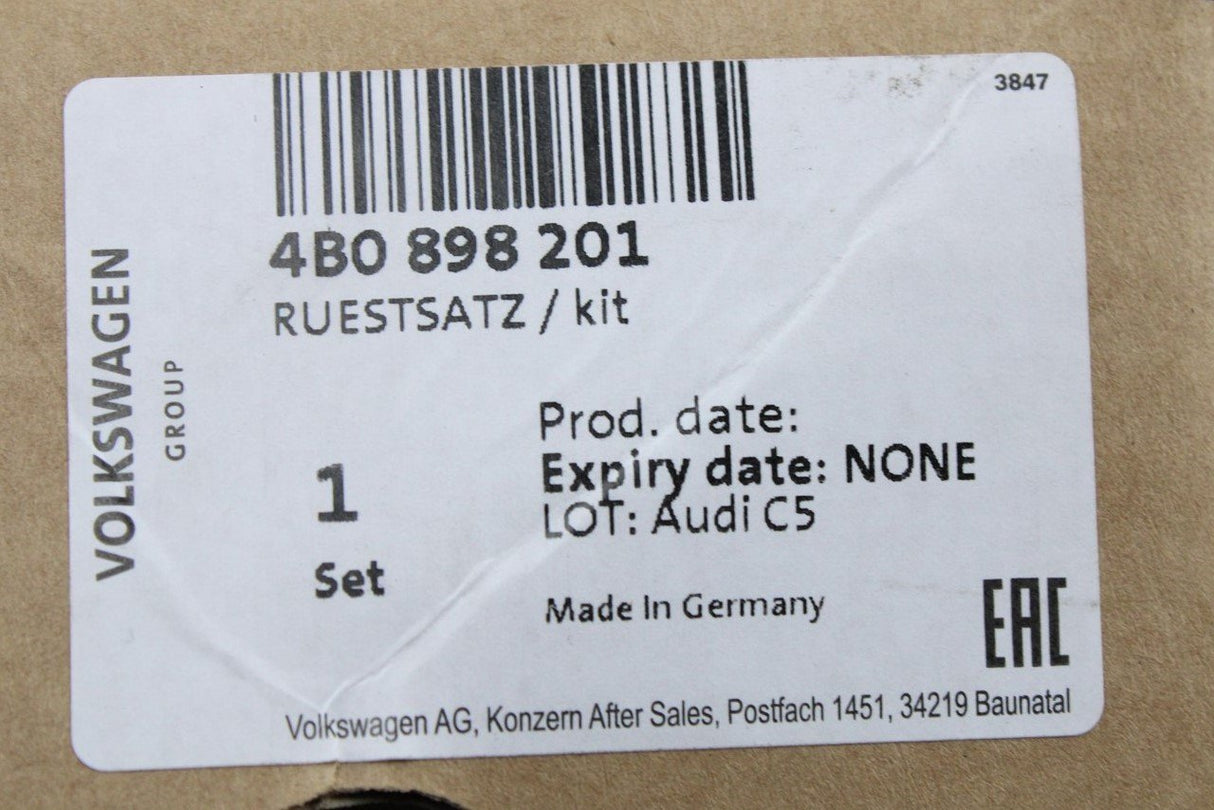 3847
4B0 898 201
RUESTSATZ / kit
VOLKSWAGEN
GROUP
Prod. date:
Expiry date: NONE
LOT: Audi C5
1
Set
Made In Germany
EAC
Volkswagen AG, Konzern After Sales, Postfach 1451, 34219 Baunatal